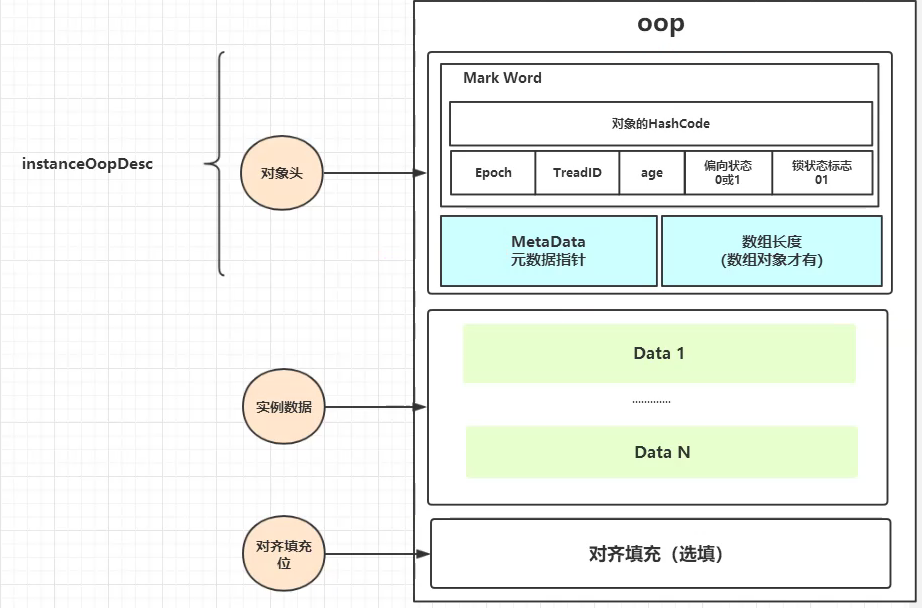 oop
Mark Word
对象的HashCode
instanceOopDesc
对象头
Epoch
TreadID
age
偏向状态
0或1
锁状态标志
01
MetaData
元数据指针
数组长度
(数组对象才有)
Data 1
.............
实例数据
Data N
对齐填充
位
对齐填充（选填）